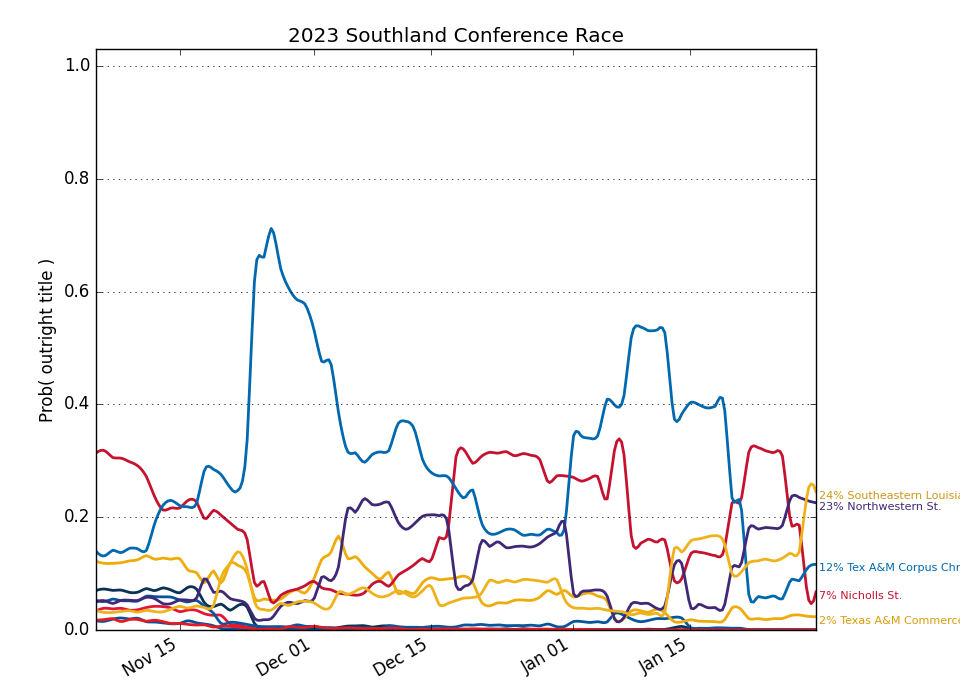 2023 Southland Conference Race
Prob( outright title )
1.0
0.8
0.6
0.4
0.2
0.0
Nov 15
Dec 01
Dec 15
Jan 01
Jan 15
24% Southeastern Louisia
23% Northwestern St.
12% Tex A&M Corpus Chr
7% Nicholls St.
2% Texas A&M Commerce